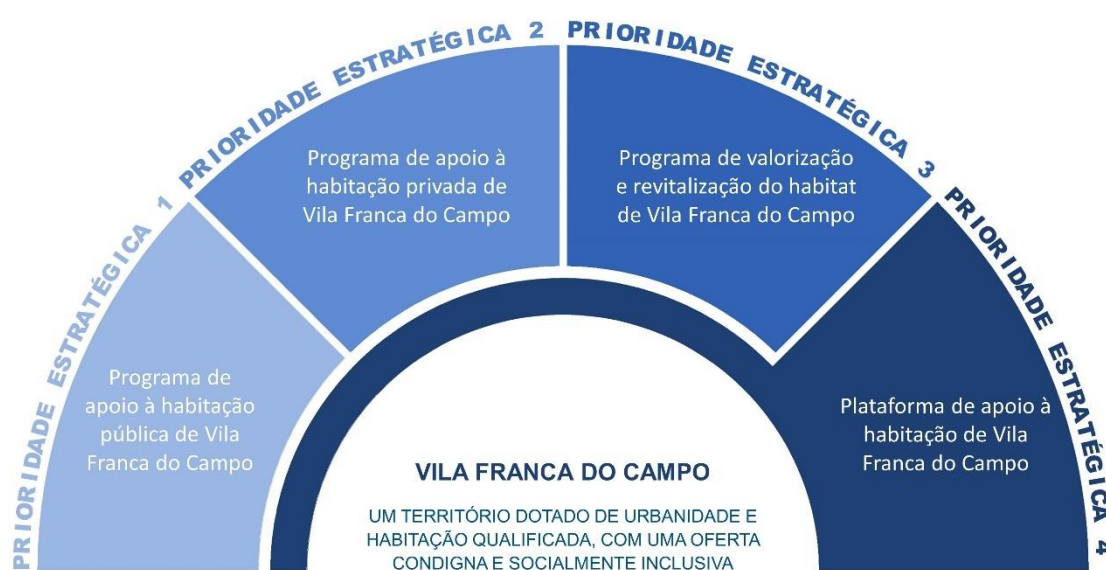 PRIORIDADE ESTRATÉGICA 1
Programa de
apoio à habitação
pública de Vila
Franca do Campo
PRIORIDADE ESTRATÉGICA 2
Programa de apoio à
habitação privada de
Vila Franca do Campo
PRIORIDADE ESTRATÉGICA 3
Programa de valorização
e revitalização do habitat
de Vila Franca do Campo
PRIORIDADE ESTRATÉGICA 4
Plataforma de apoio à
habitação de Vila
Franca do Campo
VILA FRANCA DO CAMPO
UM TERRITÓRIO DOTADO DE URBANIDADE E
HABITAÇÃO QUALIFICADA, COM UMA OFERTA
CONDIGNA E SOCIALMENTE INCLUSIVA